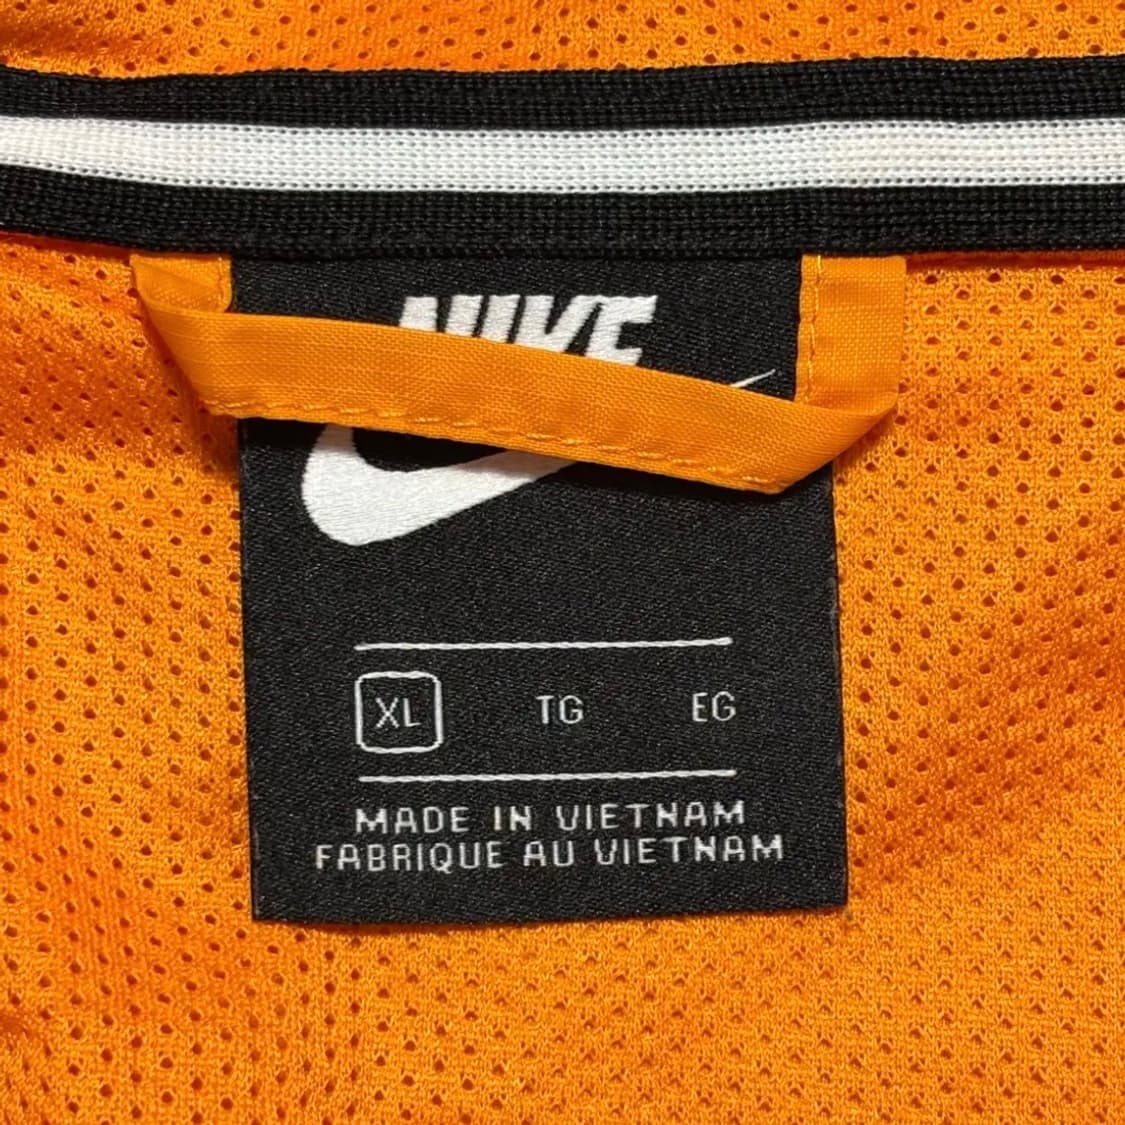 NIKE
XL TG EG
MADE IN VIETNAM
FABRIQUE AU VIETNAM